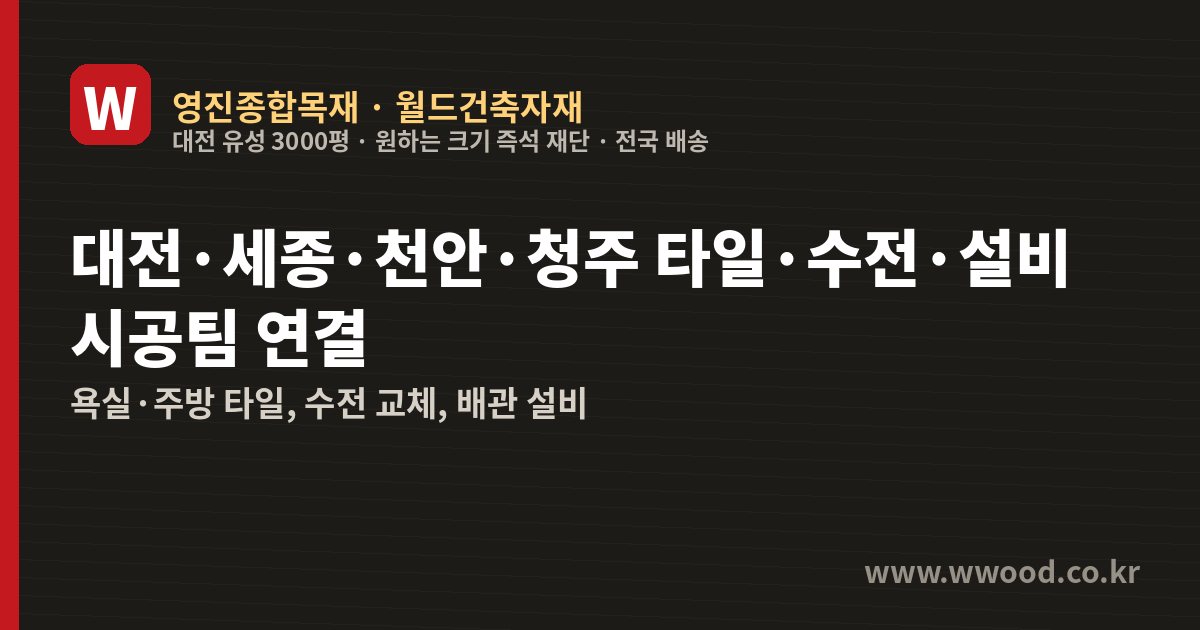 W
영진종합목재 · 월드건축자재
대전 유성 3000평 · 원하는 크기 즉석 재단 · 전국 배송
대전·세종·천안·청주 타일·수전·설비
시공팀 연결
욕실·주방 타일, 수전 교체, 배관 설비
www.wwood.co.kr